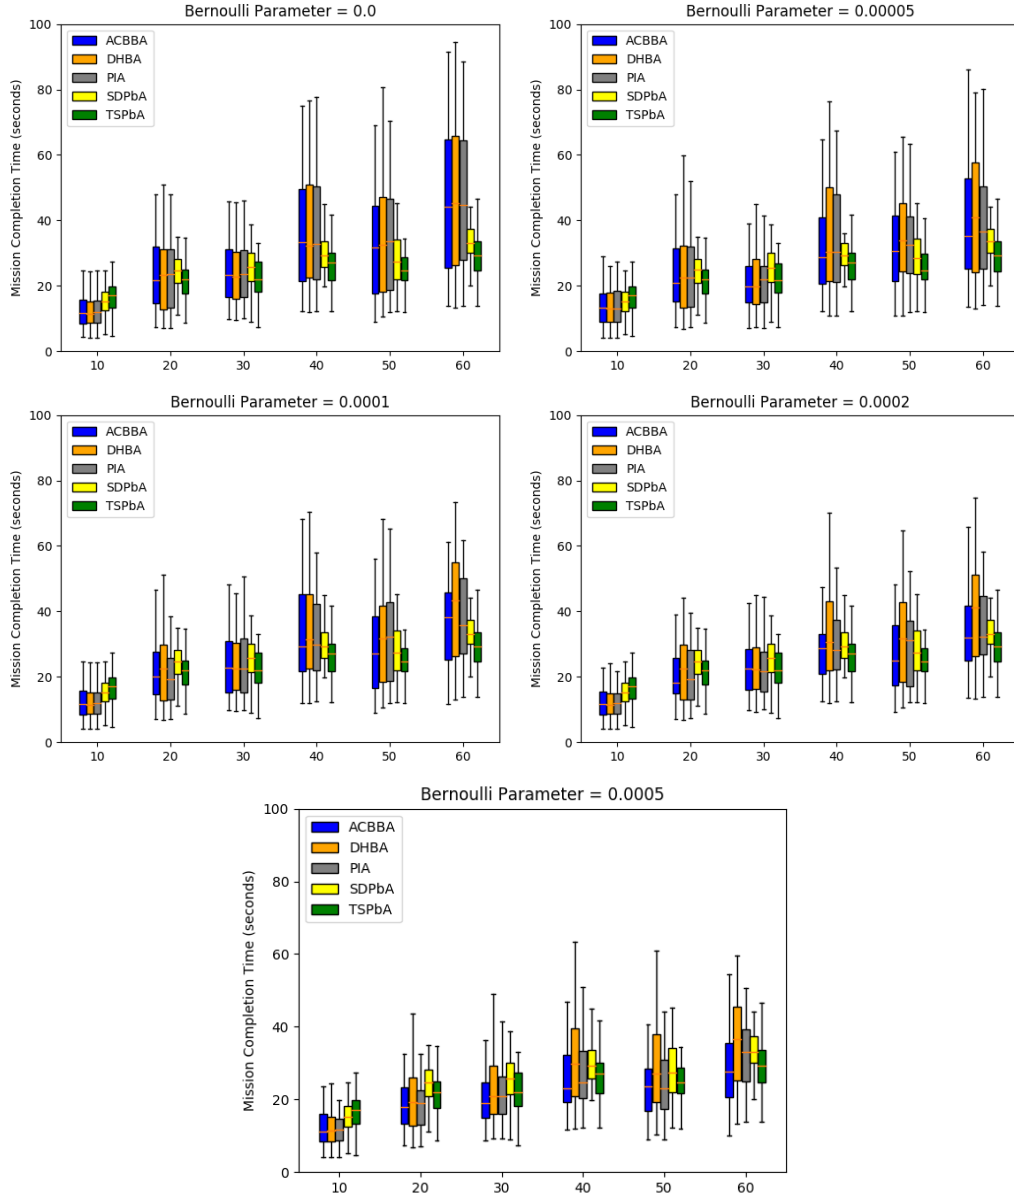 Bernoulli Parameter = 0.0
Mission Completion Time (seconds)
100
80
60
40
20
0
ACBBA
DHBA
PIA
SDPbA
TSPbA
10 20 30 40 50 60
Bernoulli Parameter = 0.00005
Mission Completion Time (seconds)
100
80
60
40
20
0
ACBBA
DHBA
PIA
SDPbA
TSPbA
10 20 30 40 50 60
Bernoulli Parameter = 0.0001
Mission Completion Time (seconds)
100
80
60
40
20
0
ACBBA
DHBA
PIA
SDPbA
TSPbA
10 20 30 40 50 60
Bernoulli Parameter = 0.0002
Mission Completion Time (seconds)
100
80
60
40
20
0
ACBBA
DHBA
PIA
SDPbA
TSPbA
10 20 30 40 50 60
Bernoulli Parameter = 0.0005
Mission Completion Time (seconds)
100
80
60
40
20
0
ACBBA
DHBA
PIA
SDPbA
TSPbA
10 20 30 40 50 60